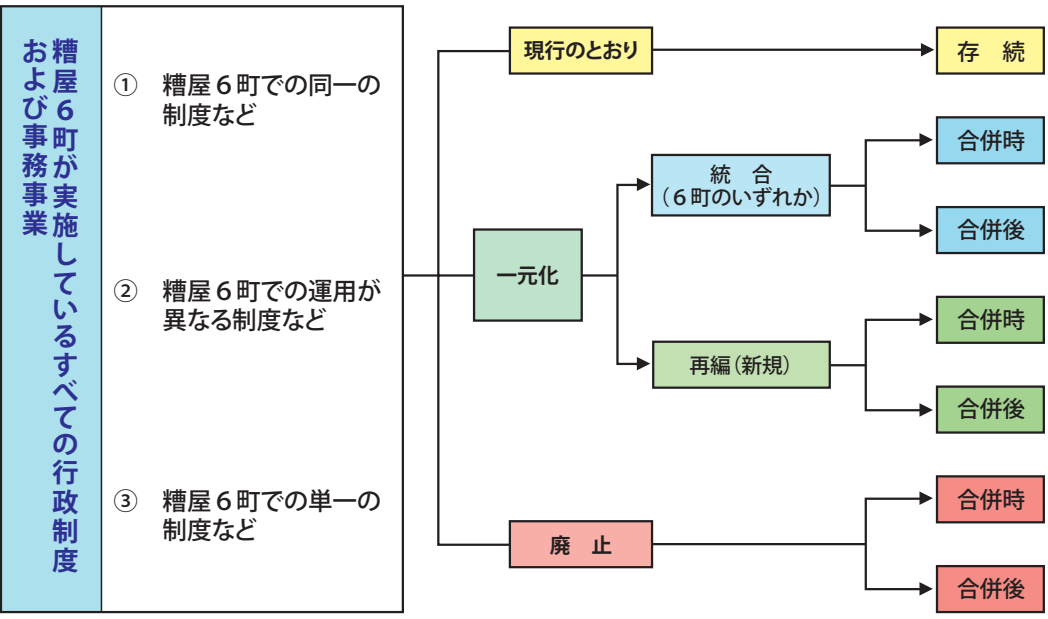 糟屋６町が実施しているすべての行政制度
および事務事業
① 糟屋６町での同一の
制度など
② 糟屋６町での運用が
異なる制度など
③ 糟屋６町での単一の
制度など
現行のとおり
存　続
一元化
統　合
（６町のいずれか）
合併時
合併後
再編（新規）
合併時
合併後
廃　止
合併時
合併後